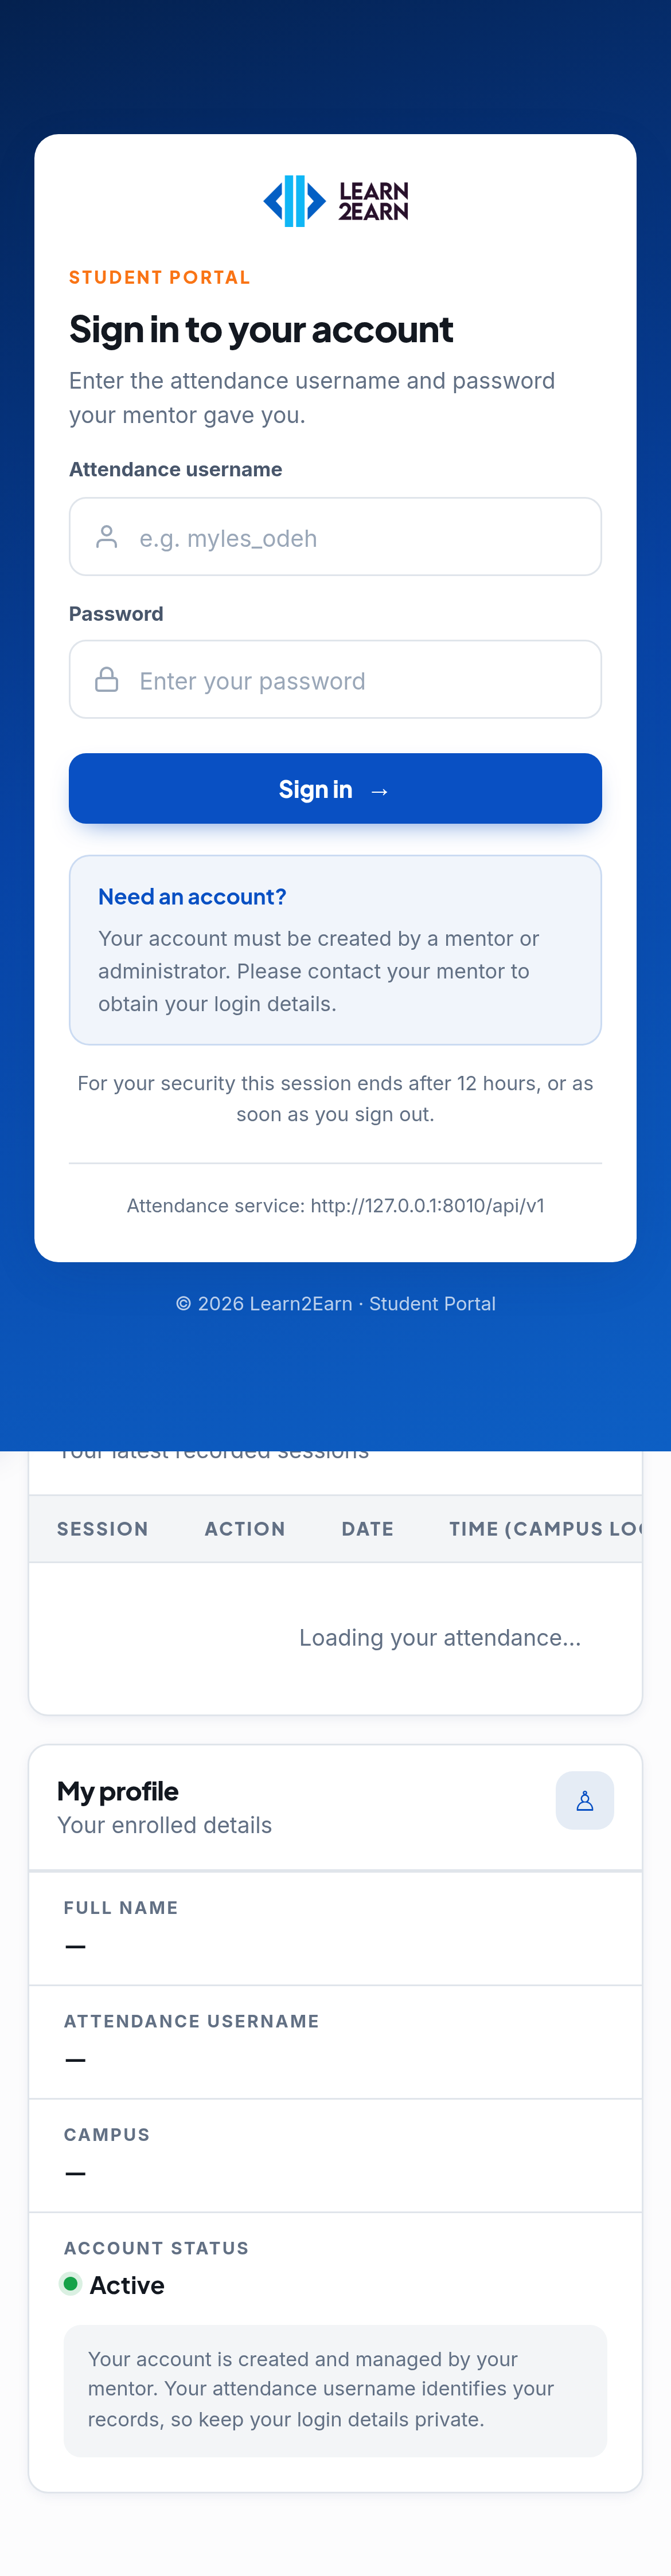 LEARN
2EARN
STUDENT PORTAL
Sign in to your account
Enter the attendance username and password
your mentor gave you.
Attendance username
e.g. myles_odeh
Password
Enter your password
Sign in →
Need an account?
Your account must be created by a mentor or
administrator. Please contact your mentor to
obtain your login details.
For your security this session ends after 12 hours, or as
soon as you sign out.
Attendance service: http://127.0.0.1:8010/api/v1
© 2026 Learn2Earn · Student Portal
Your latest recorded sessions
SESSION ACTION DATE TIME (CAMPUS LOC
Loading your attendance...
My profile
Your enrolled details
FULL NAME
—
ATTENDANCE USERNAME
—
CAMPUS
—
ACCOUNT STATUS
Active
Your account is created and managed by your
mentor. Your attendance username identifies your
records, so keep your login details private.